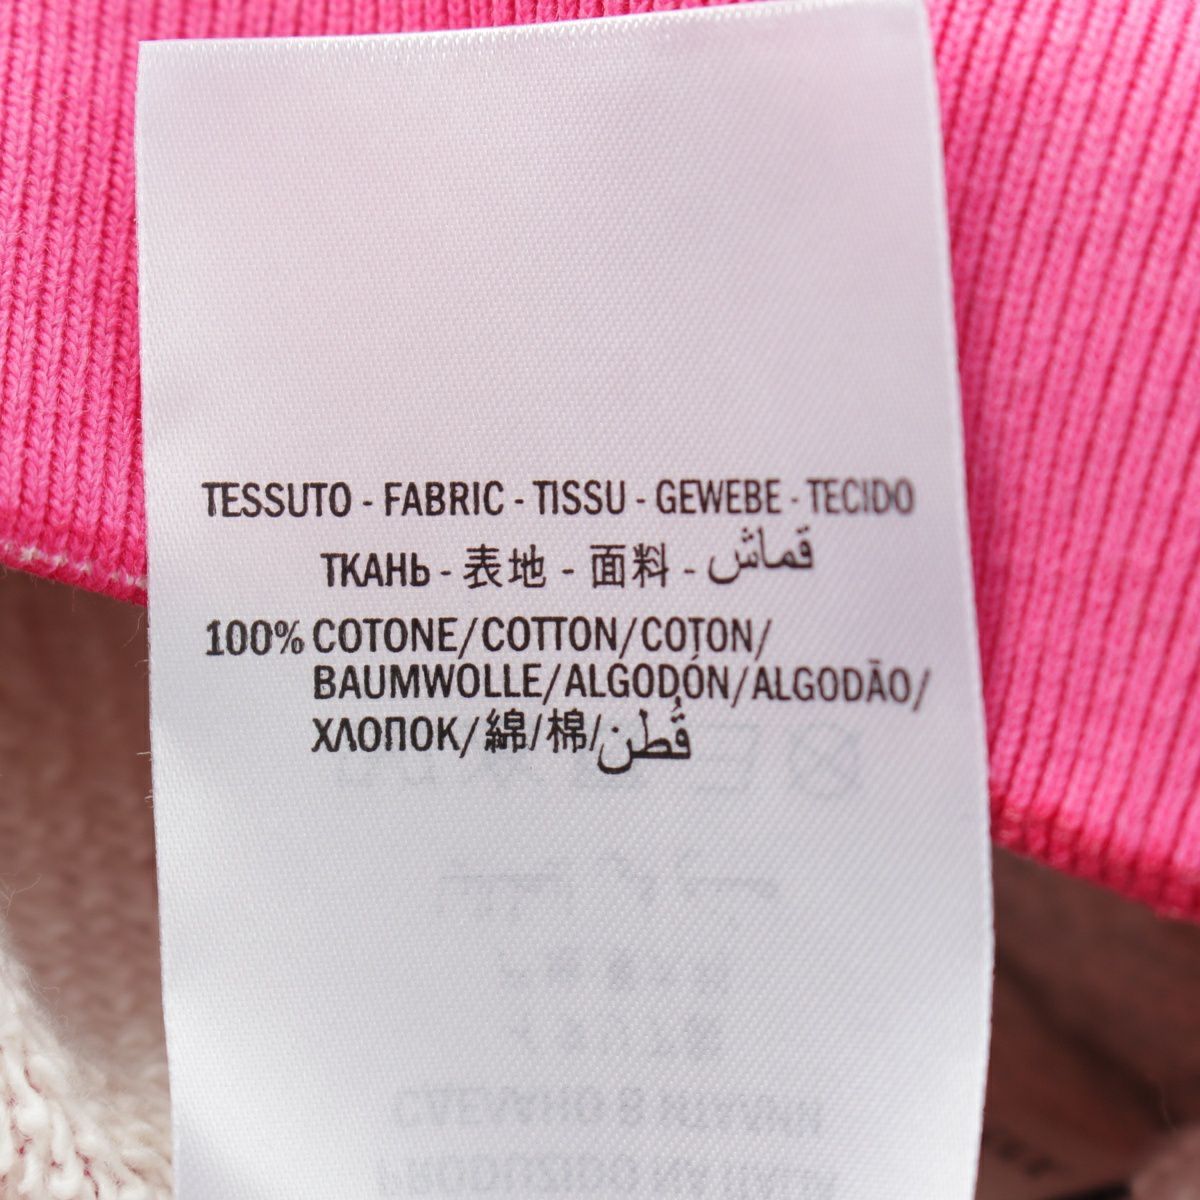 TESSUTO - FABRIC - TISSU - GEWEBE - TECIDO
ТКАНЬ - 表地 - 面料 - قماش
100% COTONE/COTTON/COTON/
BAUMWOLLE/ALGODÓN/ALGODÃO/
ХЛОПОК/綿/棉/قُطن